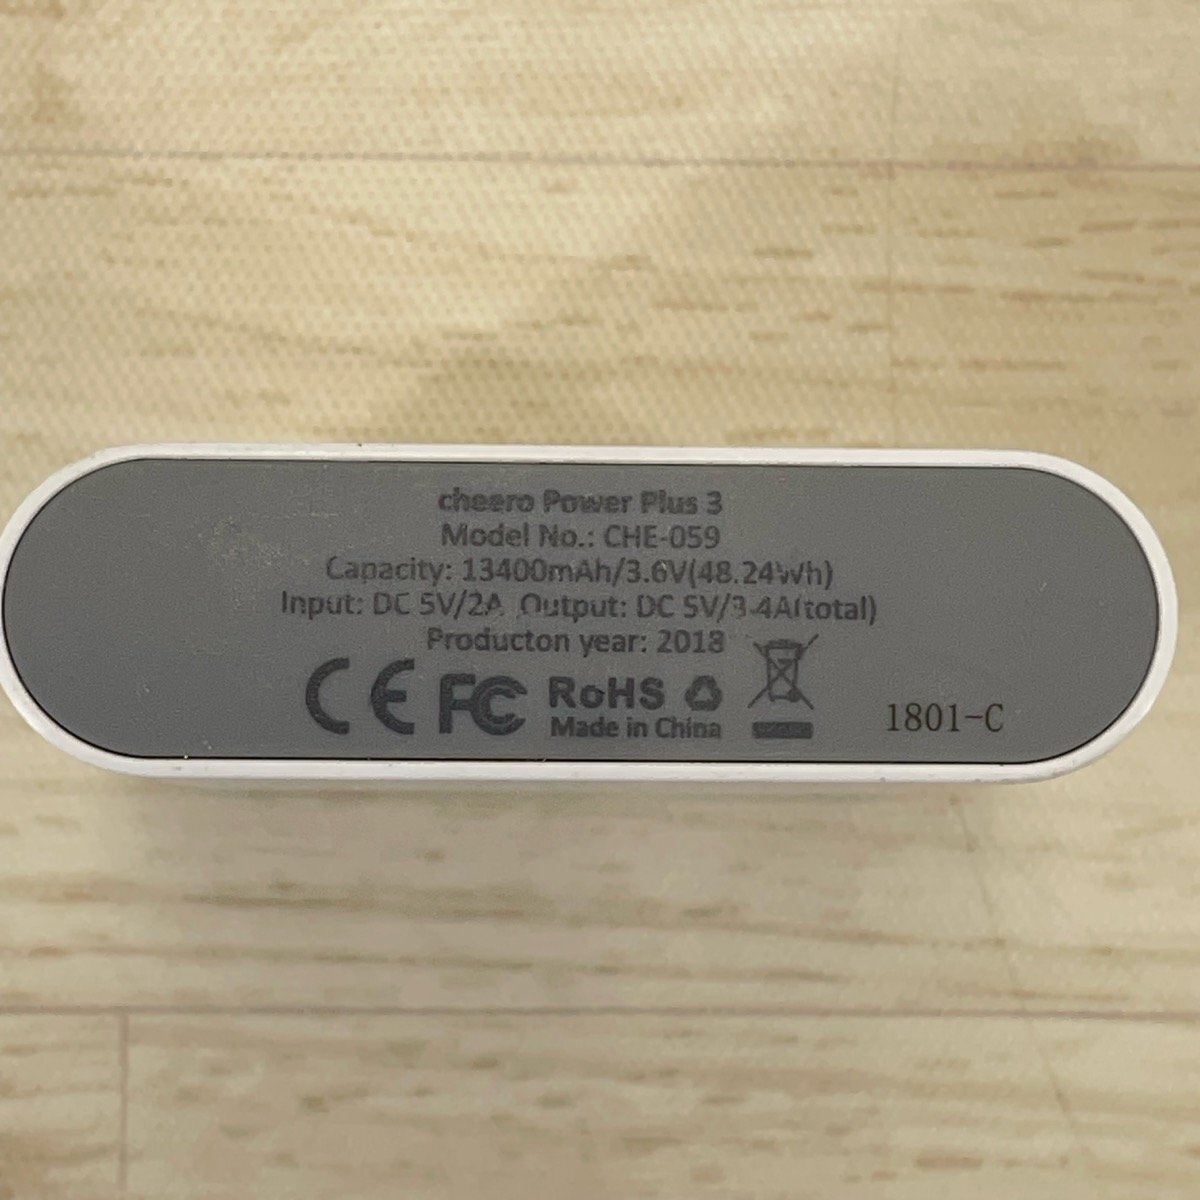 cheero Power Plus 3
Model No.: CHE-059
Capacity: 13400mAh/3.6V(48.24Wh)
Input: DC 5V/2A Output: DC 5V/3.4A(total)
Producton year: 2018
CE FC RoHS
Made in China
1801-C